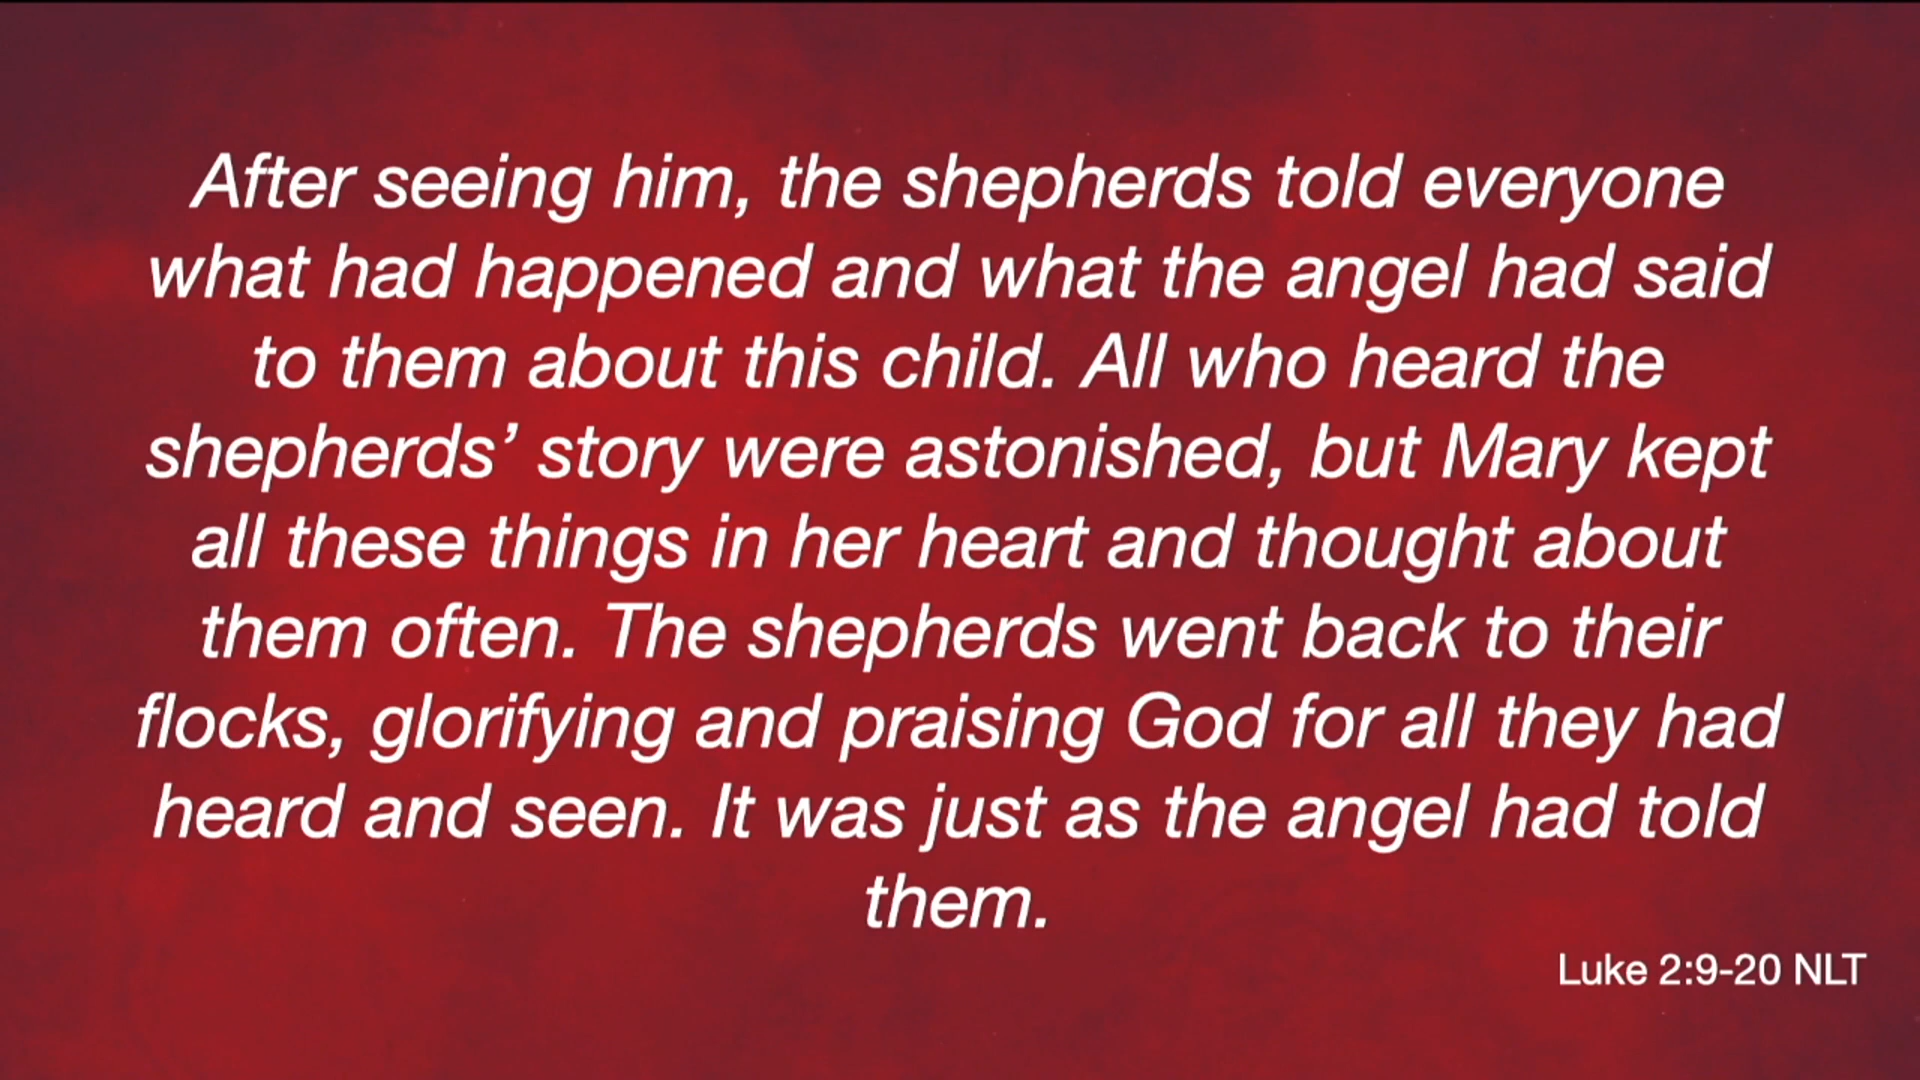 After seeing him, the shepherds told everyone
what had happened and what the angel had said
to them about this child. All who heard the
shepherds’ story were astonished, but Mary kept
all these things in her heart and thought about
them often. The shepherds went back to their
flocks, glorifying and praising God for all they had
heard and seen. It was just as the angel had told
them.
Luke 2:9-20 NLT